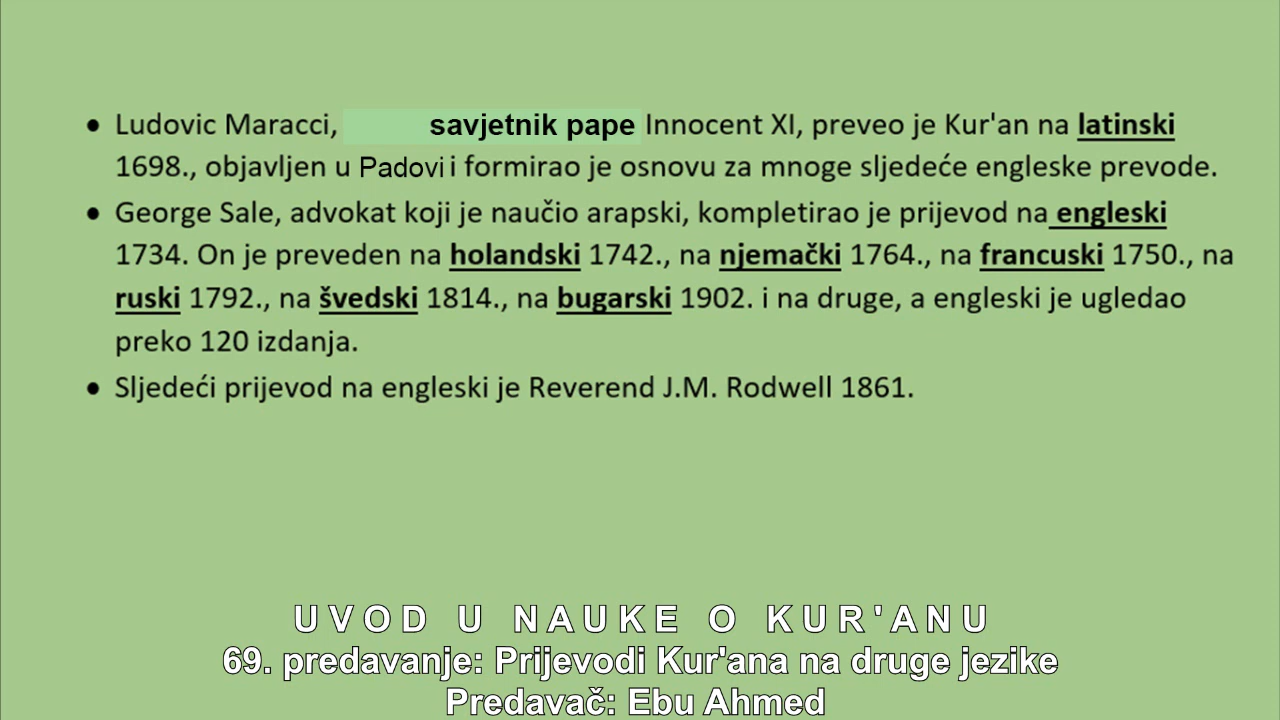 • Ludovic Maracci, savjetnik pape Innocent XI, preveo je Kur'an na latinski
1698., objavljen u Padovi i formirao je osnovu za mnoge sljedeće engleske prevode.
• George Sale, advokat koji je naučio arapski, kompletirao je prijevod na engleski
1734. On je preveden na holandski 1742., na njemački 1764., na francuski 1750., na
ruski 1792., na švedski 1814., na bugarski 1902. i na druge, a engleski je ugledao
preko 120 izdanja.
• Sljedeći prijevod na engleski je Reverend J.M. Rodwell 1861.
UVOD U NAUKE O KUR'ANU
69. predavanje: Prijevodi Kur'ana na druge jezike
Predavač: Ebu Ahmed